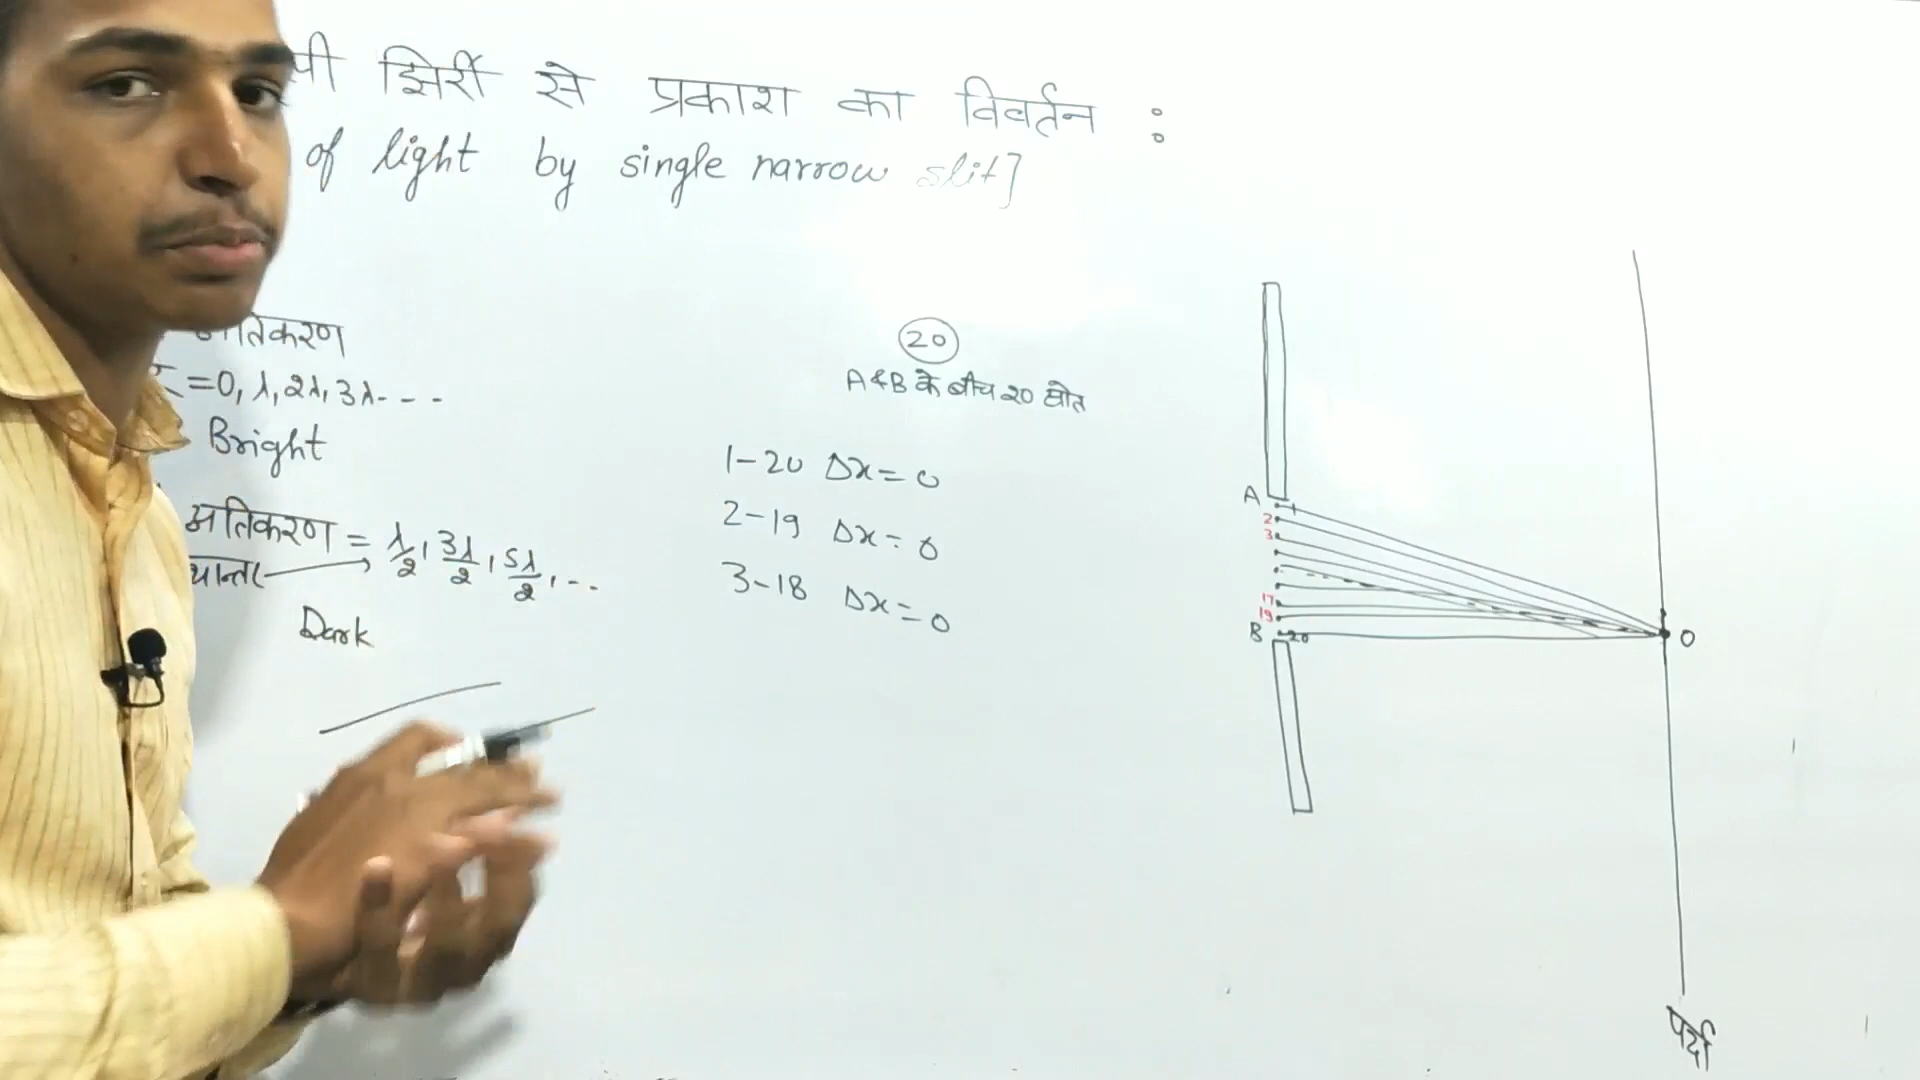 झिर्री से प्रकाश का विवर्तन :
of light by single narrow slit]
=0, λ, 2λ, 3λ - - -
Bright
= λ/2, 3λ/2, 5λ/2, - -
Dark
20
A&B के बीच 20 स्रोत
1-20 Δx = 0
2-19 Δx = 0
3-18 Δx = 0
A
1
2
3
17
19
B
20
O
पर्दा